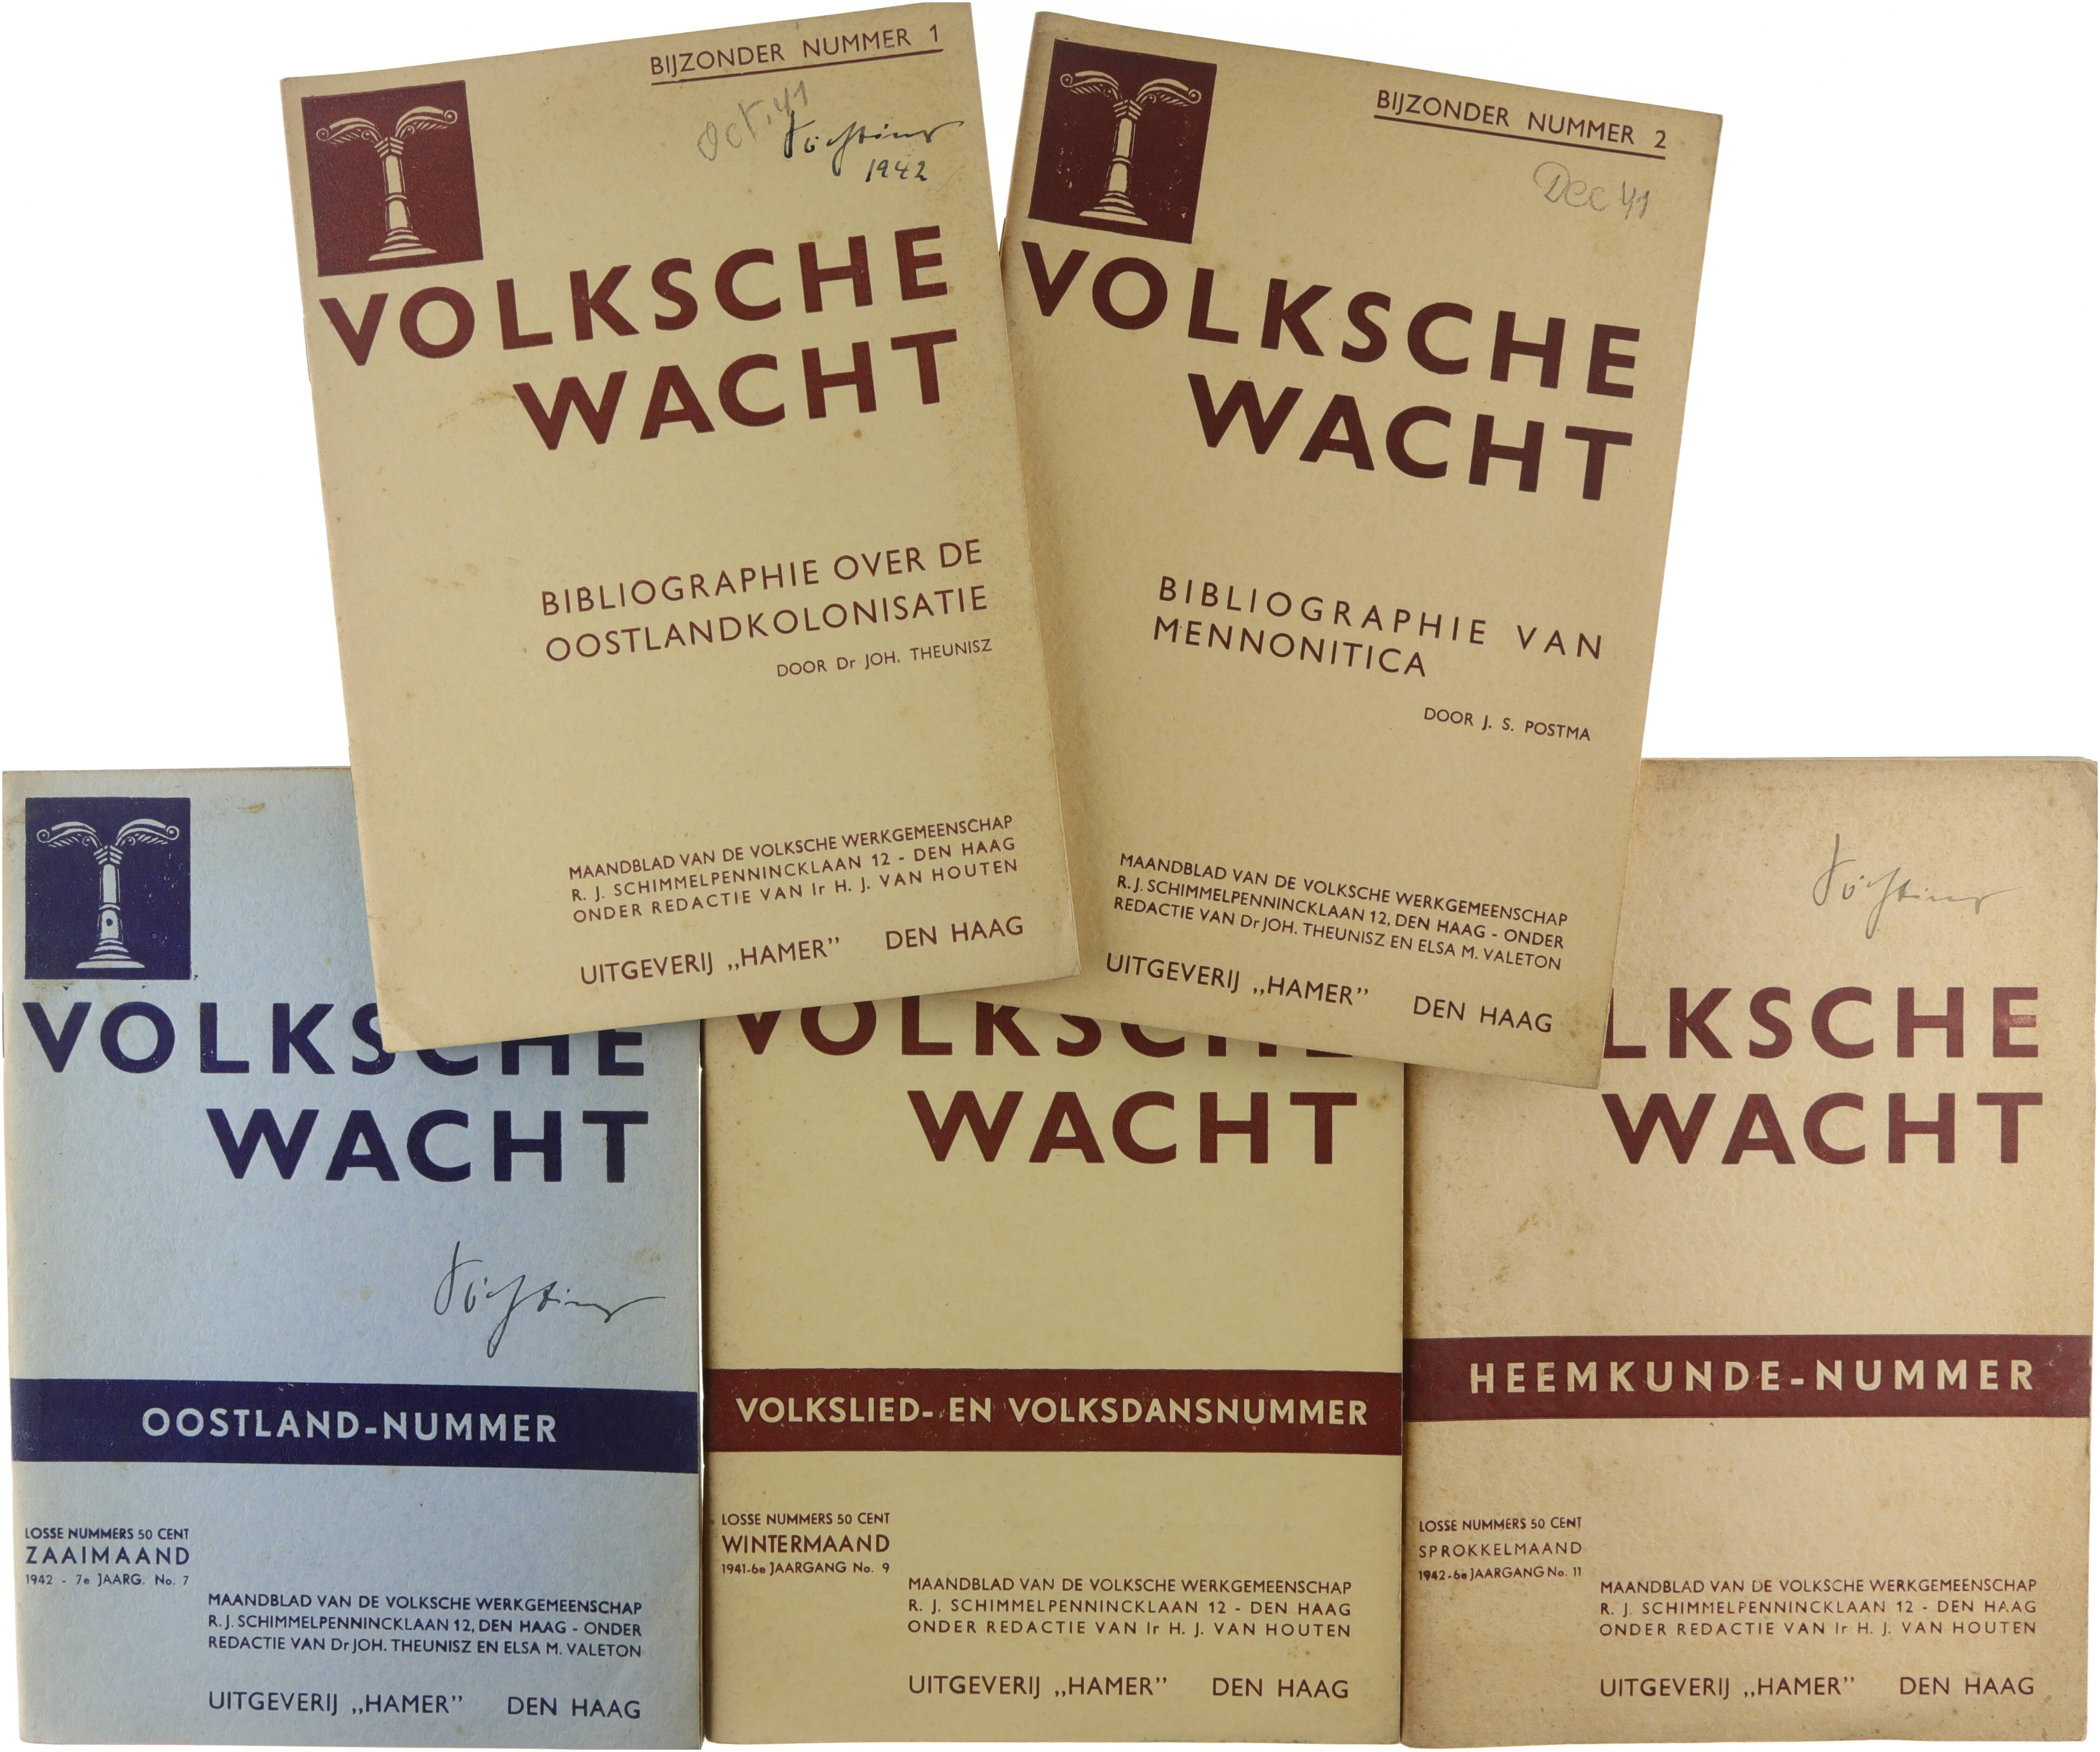 BIJZONDER NUMMER 1
Oct. 41
1942
VOLKSCHE
WACHT
BIBLIOGRAPHIE OVER DE
OOSTLANDKOLONISATIE
DOOR Dr JOH. THEUNISZ
MAANDBLAD VAN DE VOLKSCHE WERKGEMEENSCHAP
R. J. SCHIMMELPENNINCKLAAN 12 - DEN HAAG
ONDER REDACTIE VAN Ir H. J. VAN HOUTEN
UITGEVERIJ „HAMER” DEN HAAG
BIJZONDER NUMMER 2
Dec 41
VOLKSCHE
WACHT
BIBLIOGRAPHIE VAN
MENNONITICA
DOOR J. S. POSTMA
MAANDBLAD VAN DE VOLKSCHE WERKGEMEENSCHAP
R. J. SCHIMMELPENNINCKLAAN 12, DEN HAAG - ONDER
REDACTIE VAN Dr JOH. THEUNISZ EN ELSA M. VALETON
UITGEVERIJ „HAMER” DEN HAAG
VOLKSCHE
WACHT
OOSTLAND-NUMMER
LOSSE NUMMERS 50 CENT
ZAAIMAAND
1942 - 7e JAARG. No. 7
MAANDBLAD VAN DE VOLKSCHE WERKGEMEENSCHAP
R. J. SCHIMMELPENNINCKLAAN 12, DEN HAAG - ONDER
REDACTIE VAN Dr JOH. THEUNISZ EN ELSA M. VALETON
UITGEVERIJ „HAMER” DEN HAAG
VOLKSCHE
WACHT
VOLKSLIED- EN VOLKSDANSNUMMER
LOSSE NUMMERS 50 CENT
WINTERMAAND
1941-6e JAARGANG No. 9
MAANDBLAD VAN DE VOLKSCHE WERKGEMEENSCHAP
R. J. SCHIMMELPENNINCKLAAN 12 - DEN HAAG
ONDER REDACTIE VAN Ir H. J. VAN HOUTEN
UITGEVERIJ „HAMER” DEN HAAG
LKSCHE
WACHT
HEEMKUNDE-NUMMER
LOSSE NUMMERS 50 CENT
SPROKKELMAAND
1942-6e JAARGANG No. 11
MAANDBLAD VAN DE VOLKSCHE WERKGEMEENSCHAP
R. J. SCHIMMELPENNINCKLAAN 12 - DEN HAAG
ONDER REDACTIE VAN Ir H. J. VAN HOUTEN
UITGEVERIJ „HAMER” DEN HAAG